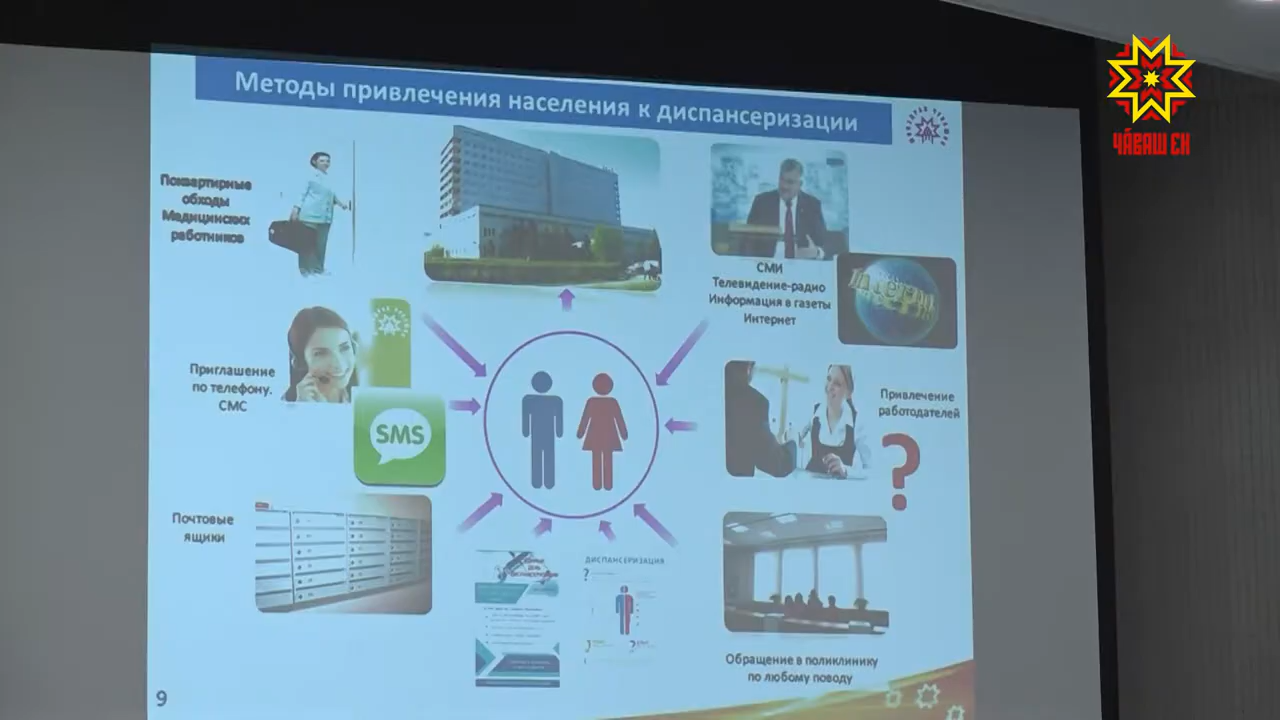 Методы привлечения населения к диспансеризации
ЧӐВАШ ЕН
Поквартирные
обходы
Медицинских
работников
СМИ
Телевидение-радио
Информация в газеты
Интернет
Приглашение
по телефону.
СМС
SMS
Привлечение
работодателей
?
Почтовые
ящики
ДИСПАНСЕРИЗАЦИЯ
?
Обращение в поликлинику
по любому поводу
9